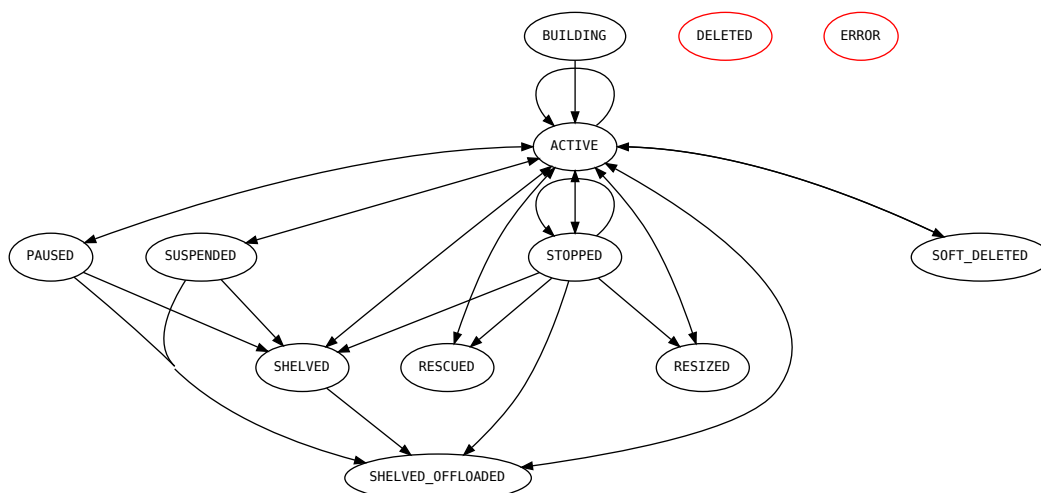 BUILDING
DELETED
ERROR
ACTIVE
PAUSED
SUSPENDED
STOPPED
SOFT_DELETED
SHELVED
RESCUED
RESIZED
SHELVED_OFFLOADED